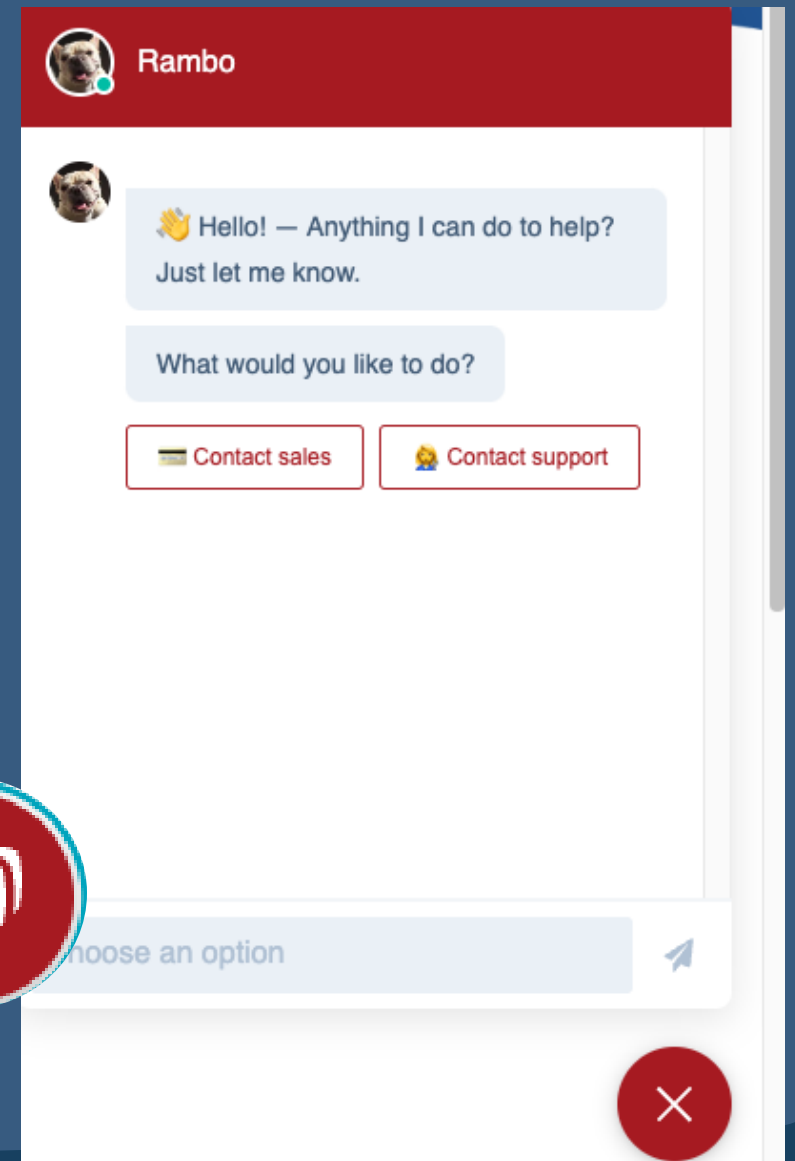 Rambo
👋 Hello! — Anything I can do to help?
Just let me know.
What would you like to do?
💳 Contact sales
🙋 Contact support
hoose an option